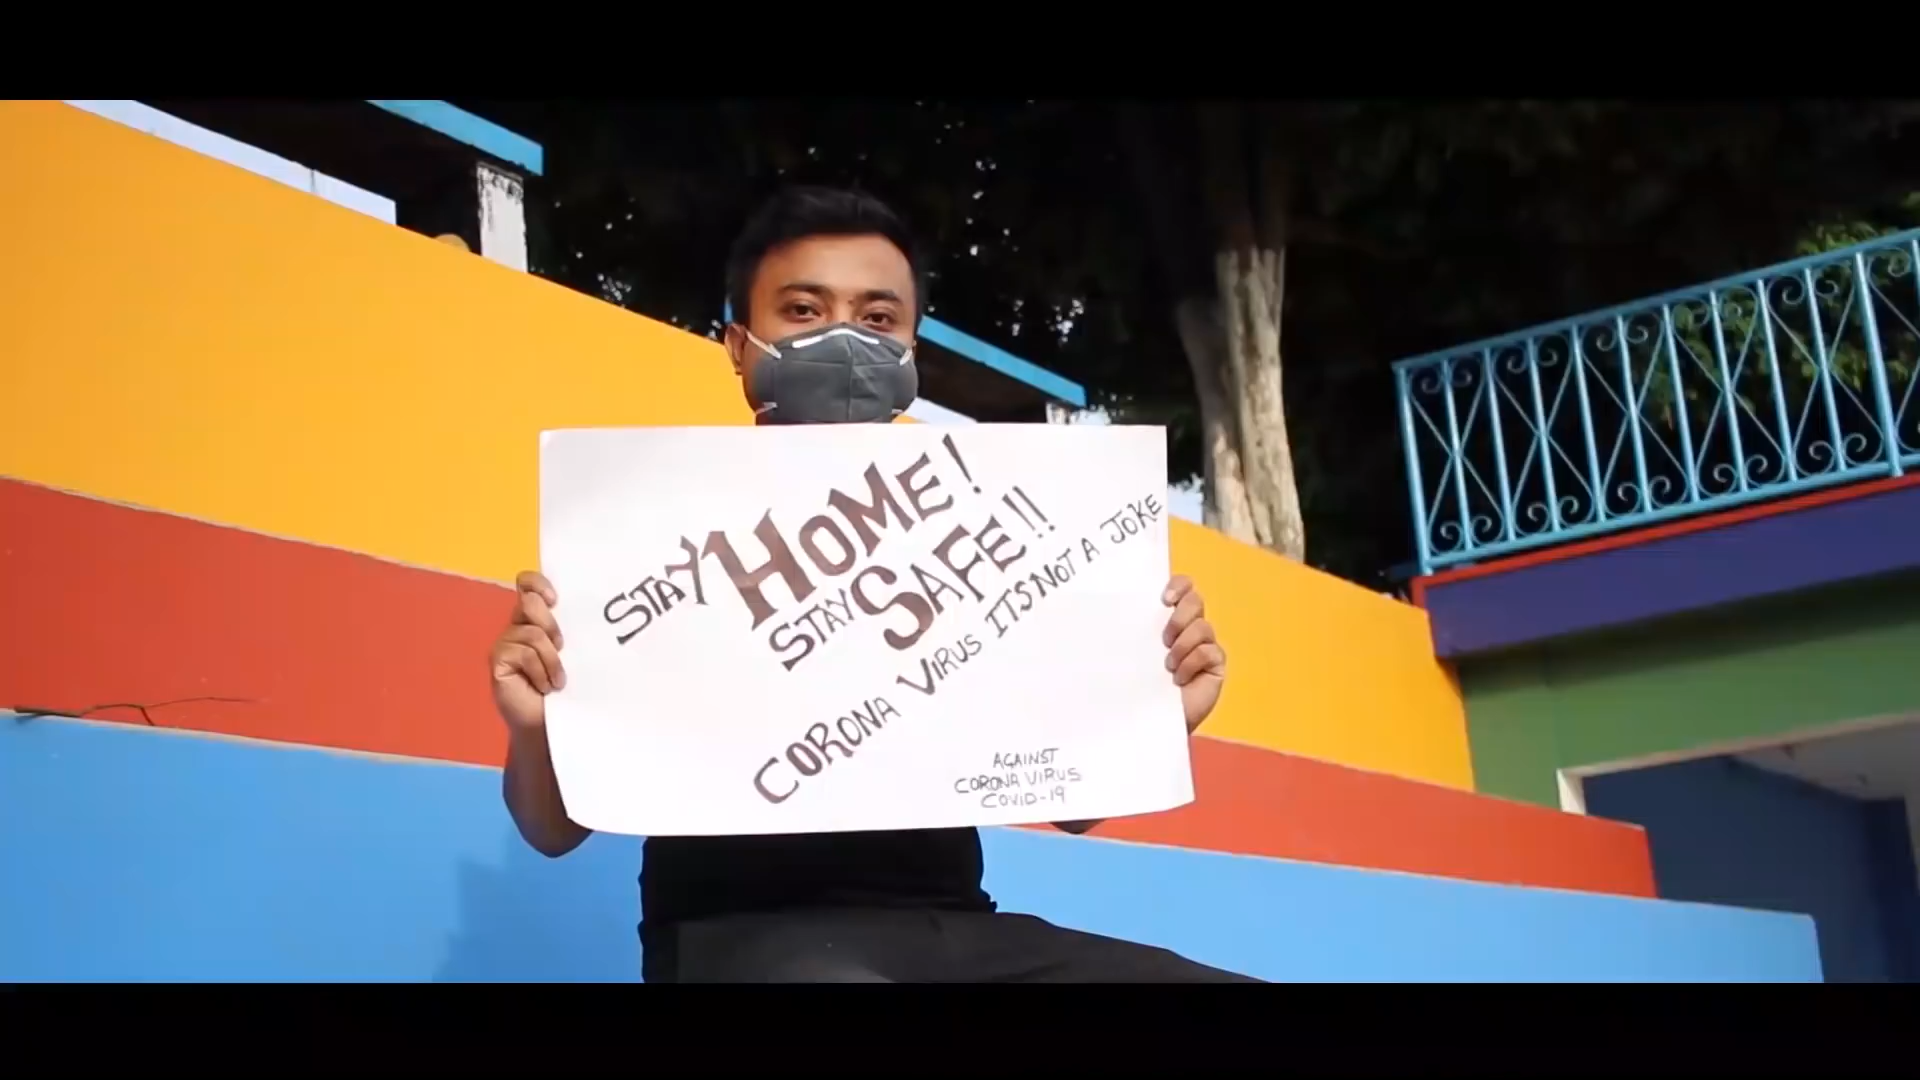 STAY HOME!
STAY SAFE!!
CORONA VIRUS ITS NOT A JOKE
AGAINST
CORONA VIRUS
COVID-19